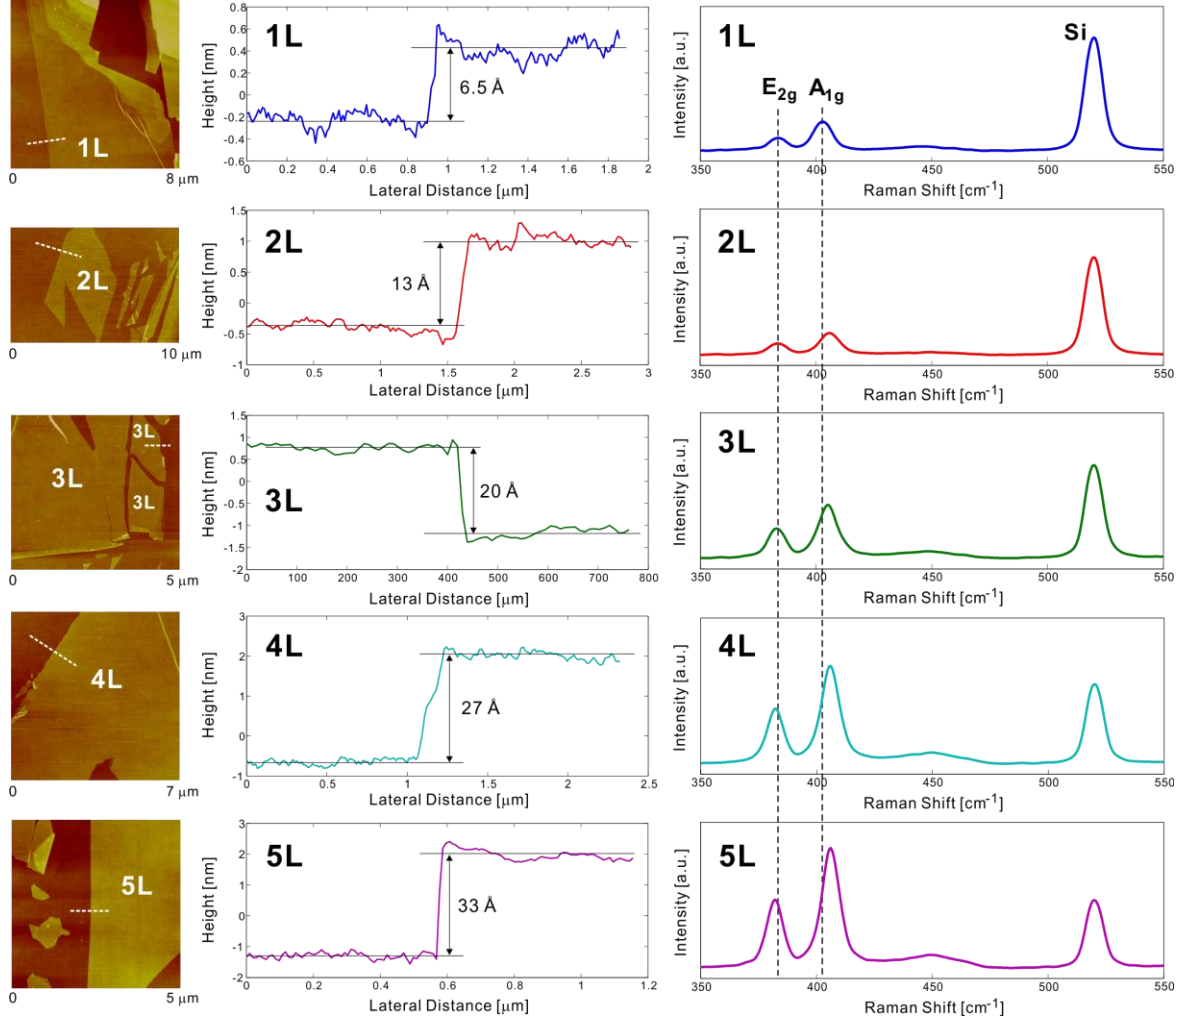 1L
0
8 μm
Height [nm]
0.8
0.6
0.4
0.2
0
-0.2
-0.4
-0.6
1L
6.5 Å
0 0.2 0.4 0.6 0.8 1 1.2 1.4 1.6 1.8 2
Lateral Distance [μm]
Intensity [a.u.]
1L
E2g
A1g
Si
350 400 450 500 550
Raman Shift [cm-1]
2L
0
10 μm
Height [nm]
1.5
1
0.5
0
-0.5
-1
2L
13 Å
0 0.5 1 1.5 2 2.5 3
Lateral Distance [μm]
Intensity [a.u.]
2L
350 400 450 500 550
Raman Shift [cm-1]
3L
3L
3L
0
5 μm
Height [nm]
1.5
1
0.5
0
-0.5
-1
-1.5
-2
3L
20 Å
0 100 200 300 400 500 600 700 800
Lateral Distance [μm]
Intensity [a.u.]
3L
350 400 450 500 550
Raman Shift [cm-1]
4L
0
7 μm
Height [nm]
3
2
1
0
-1
4L
27 Å
0 0.5 1 1.5 2 2.5
Lateral Distance [μm]
Intensity [a.u.]
4L
350 400 450 500 550
Raman Shift [cm-1]
5L
0
5 μm
Height [nm]
3
2
1
0
-1
-2
5L
33 Å
0 0.2 0.4 0.6 0.8 1.0 1.2
Lateral Distance [μm]
Intensity [a.u.]
5L
350 400 450 500 550
Raman Shift [cm-1]